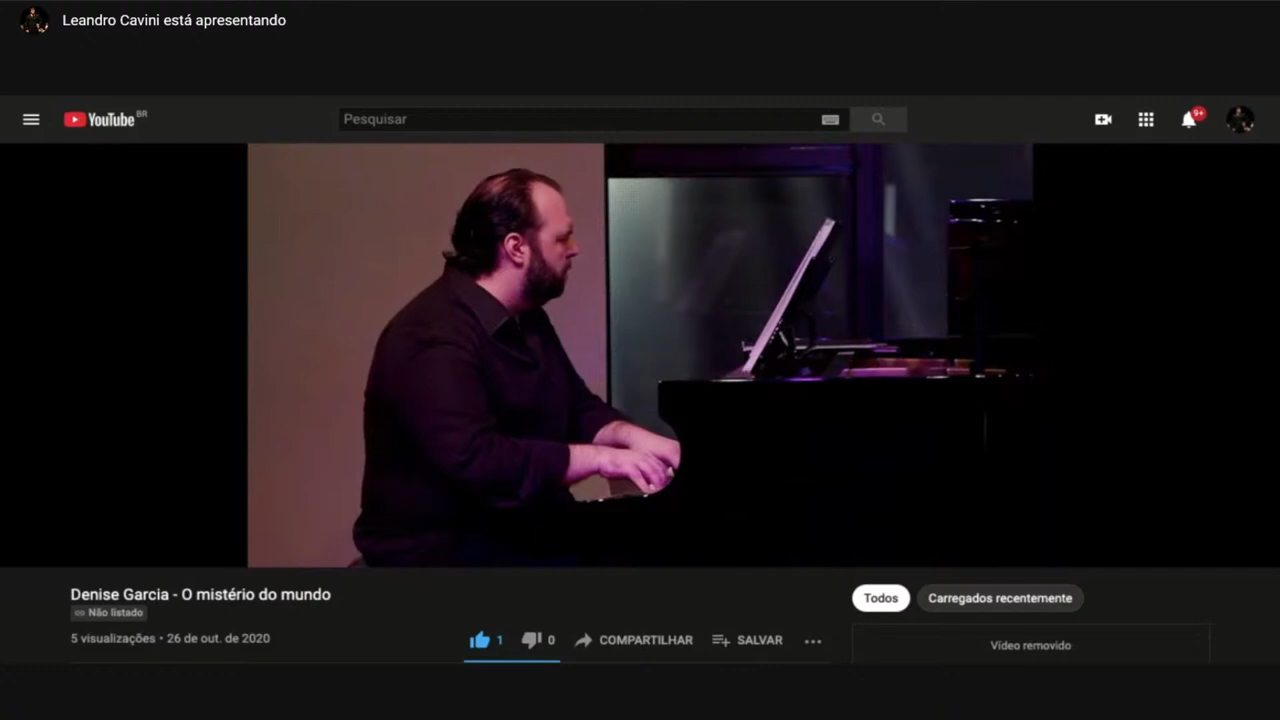 Leandro Cavini está apresentando
YouTube BR
Pesquisar
9+
Denise Garcia - O mistério do mundo
Não listado
5 visualizações • 26 de out. de 2020
1
0
COMPARTILHAR
SALVAR
Todos
Carregados recentemente
Vídeo removido